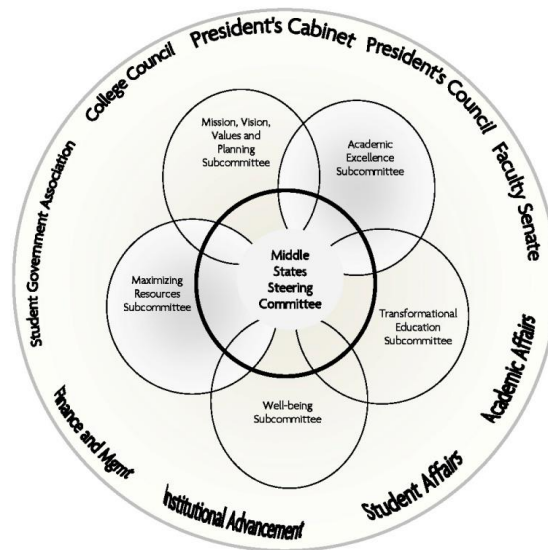 President's Cabinet
President's Council
Faculty Senate
Academic Affairs
Student Affairs
Institutional Advancement
Finance and Mgmt
Student Government Association
College Council
Mission, Vision,
Values and
Planning
Subcommittee
Academic
Excellence
Subcommittee
Middle
States
Steering
Committee
Maximizing
Resources
Subcommittee
Transformational
Education
Subcommittee
Well-being
Subcommittee